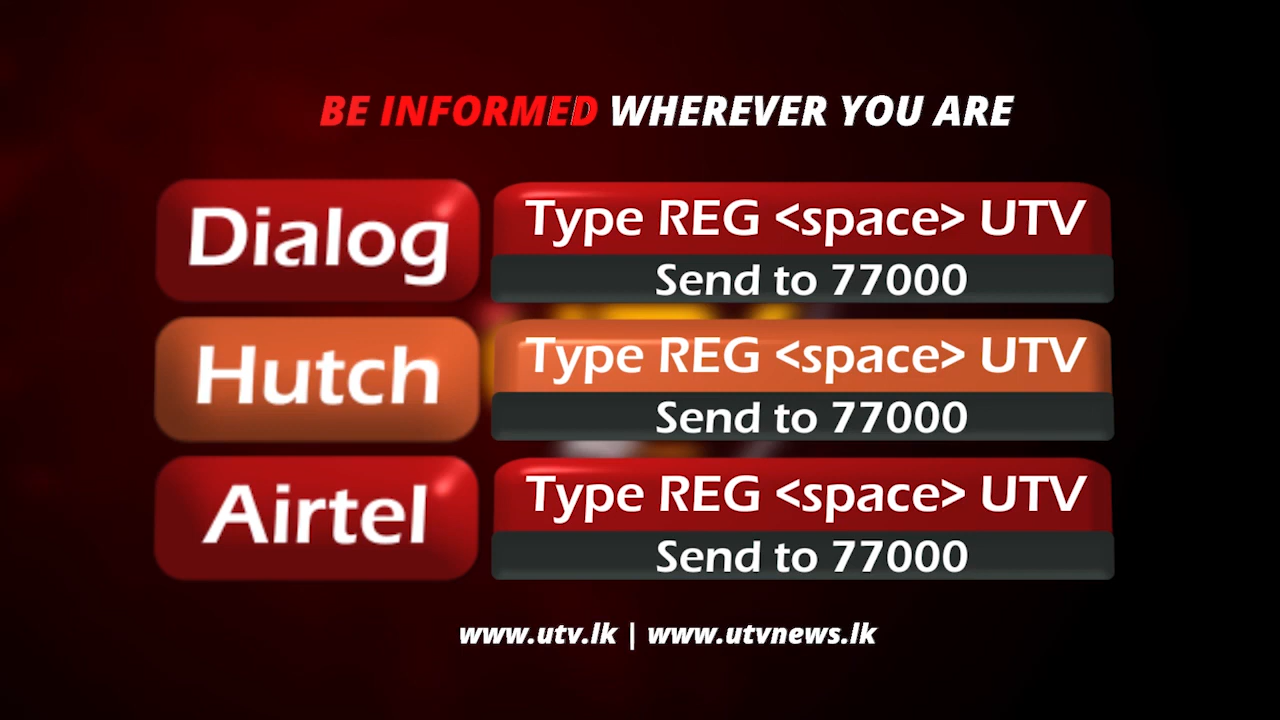 BE INFORMED WHEREVER YOU ARE
Dialog
Type REG <space> UTV
Send to 77000
Hutch
Type REG <space> UTV
Send to 77000
Airtel
Type REG <space> UTV
Send to 77000
www.utv.lk | www.utvnews.lk